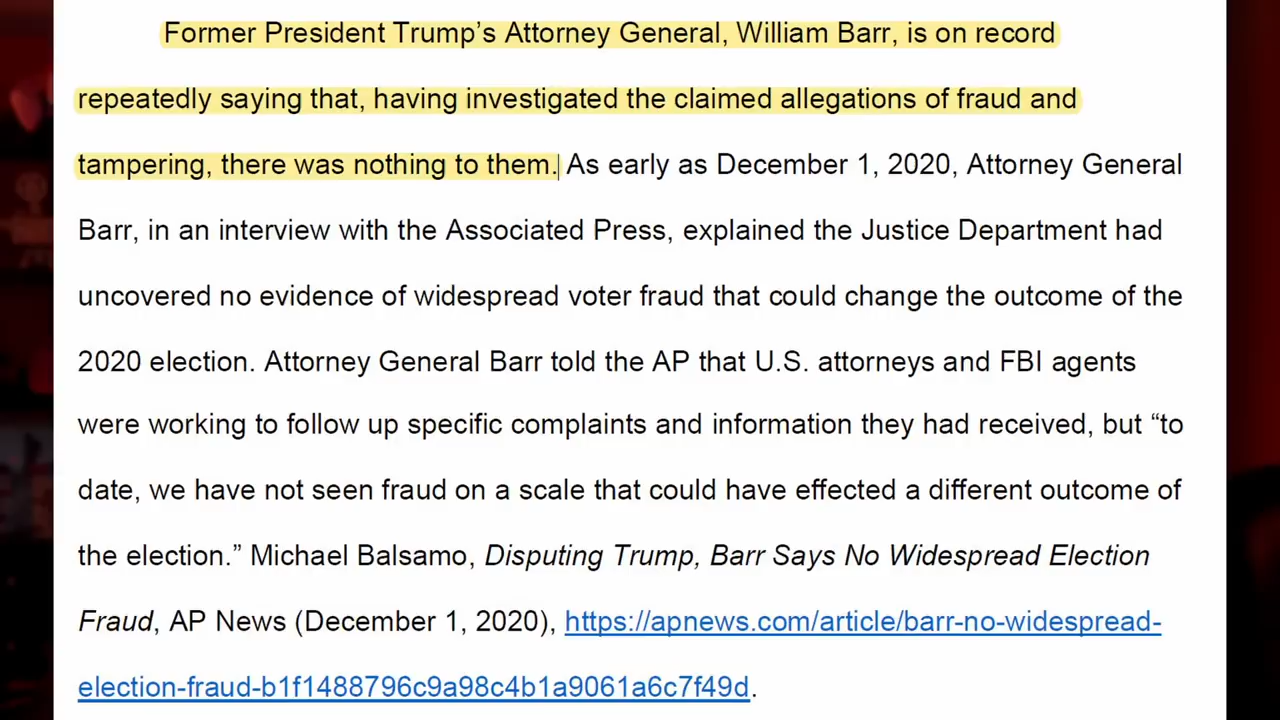 Former President Trump’s Attorney General, William Barr, is on record
repeatedly saying that, having investigated the claimed allegations of fraud and
tampering, there was nothing to them. As early as December 1, 2020, Attorney General
Barr, in an interview with the Associated Press, explained the Justice Department had
uncovered no evidence of widespread voter fraud that could change the outcome of the
2020 election. Attorney General Barr told the AP that U.S. attorneys and FBI agents
were working to follow up specific complaints and information they had received, but “to
date, we have not seen fraud on a scale that could have effected a different outcome of
the election.” Michael Balsamo, Disputing Trump, Barr Says No Widespread Election
Fraud, AP News (December 1, 2020), https://apnews.com/article/barr-no-widespread-
election-fraud-b1f1488796c9a98c4b1a9061a6c7f49d.